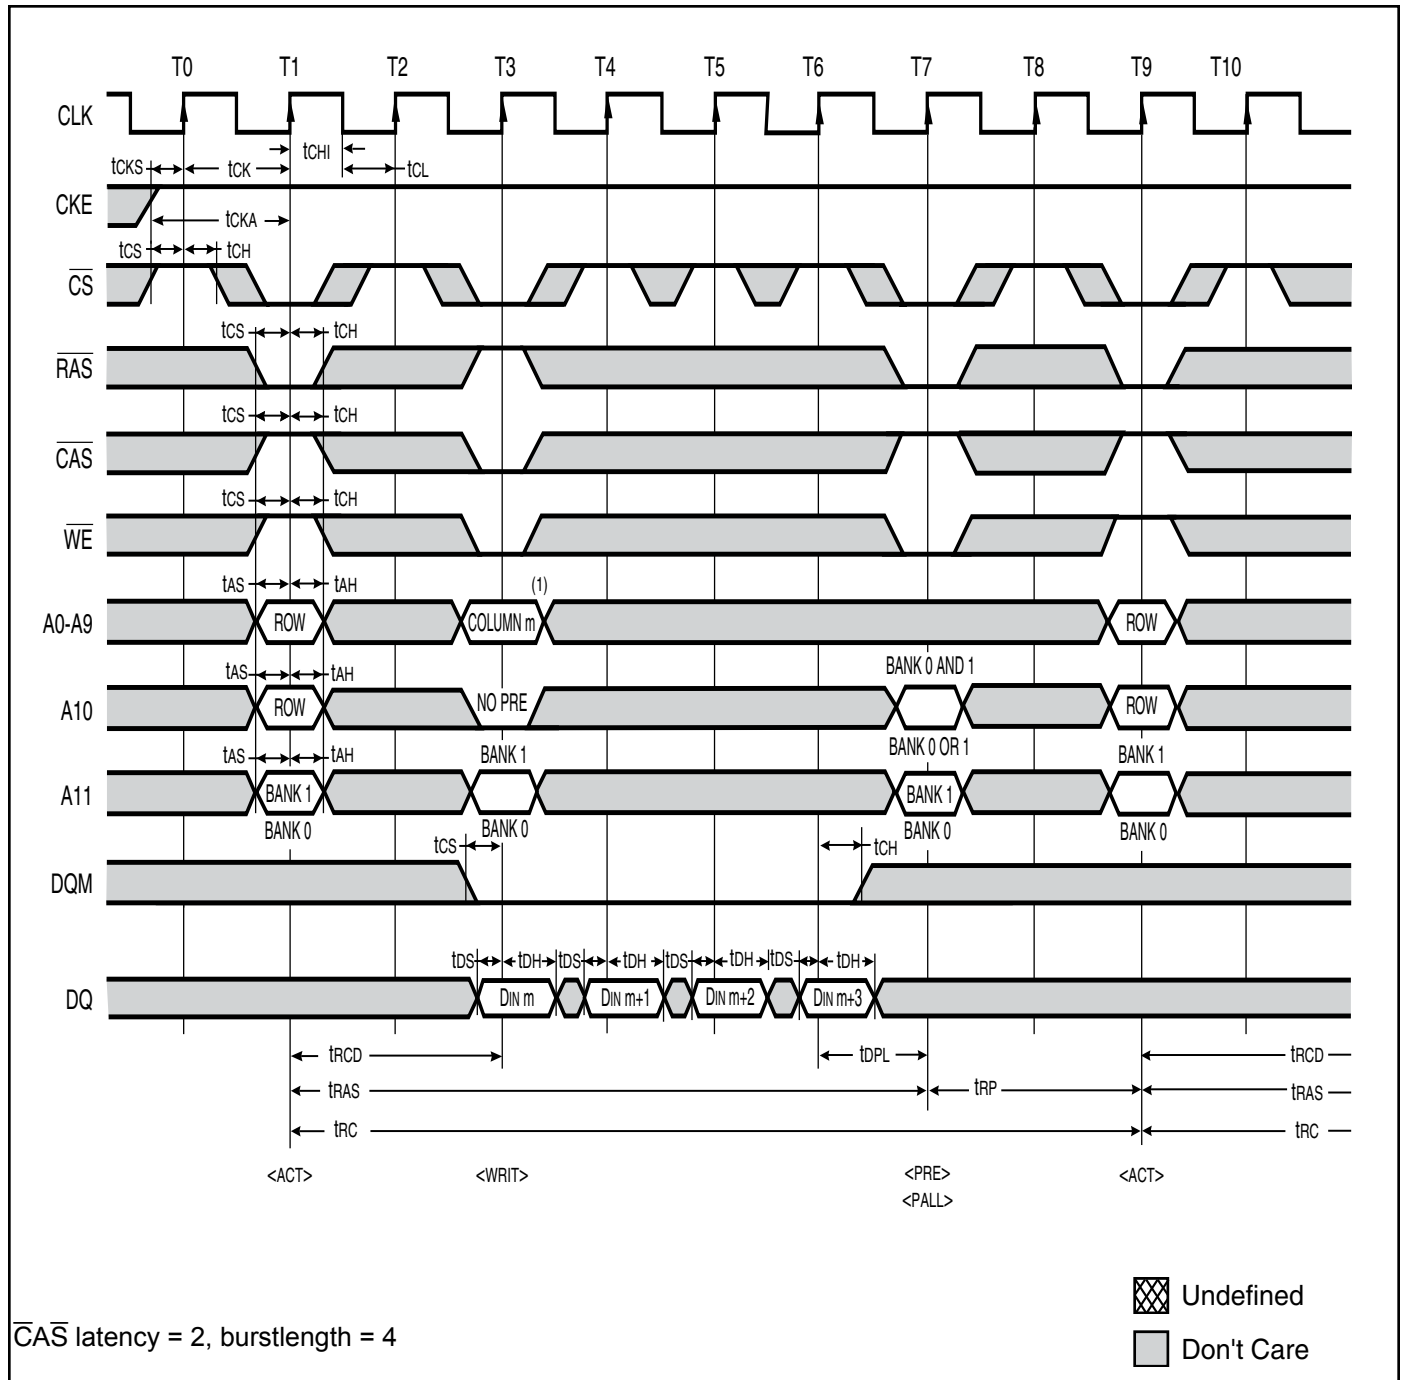 T0 T1 T2 T3 T4 T5 T6 T7 T8 T9 T10
CLK
tCHI
tCKS tCK tCL
CKE
tCKA
tCS tCH
CS
tCS tCH
RAS
tCS tCH
CAS
tCS tCH
WE
tAS tAH (1)
A0-A9 ROW COLUMN m ROW
tAS tAH BANK 0 AND 1
A10 ROW NO PRE ROW
tAS tAH BANK 1 BANK 0 OR 1 BANK 1
A11 BANK 1 BANK 1
BANK 0 BANK 0 BANK 0 BANK 0
tCS tCH
DQM
tDS tDH tDS tDH tDS tDH tDS tDH
DQ DIN m DIN m+1 DIN m+2 DIN m+3
tRCD tDPL tRCD
tRAS tRP tRAS
tRC tRC
<ACT> <WRIT> <PRE> <ACT>
<PALL>
Undefined
CAS latency = 2, burstlength = 4
Don't Care